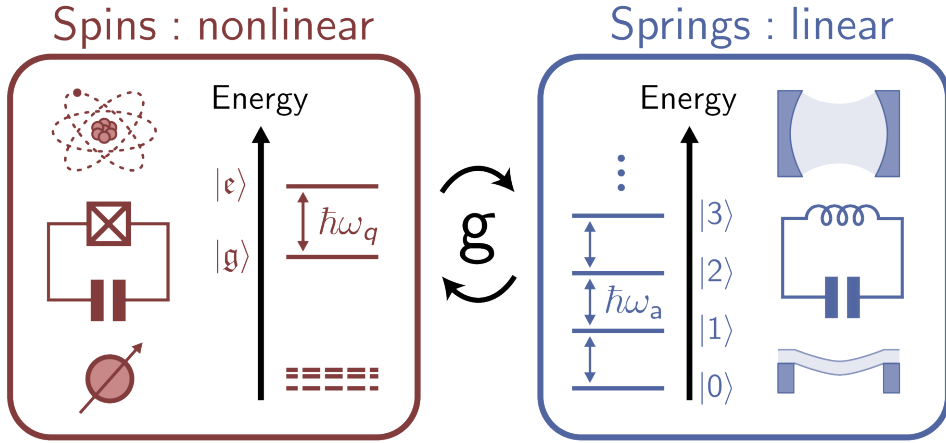 Spins : nonlinear
Energy
|𝔢⟩
ℏω_q
|𝔤⟩
g
Springs : linear
Energy
|3⟩
|2⟩
ℏω_a
|1⟩
|0⟩